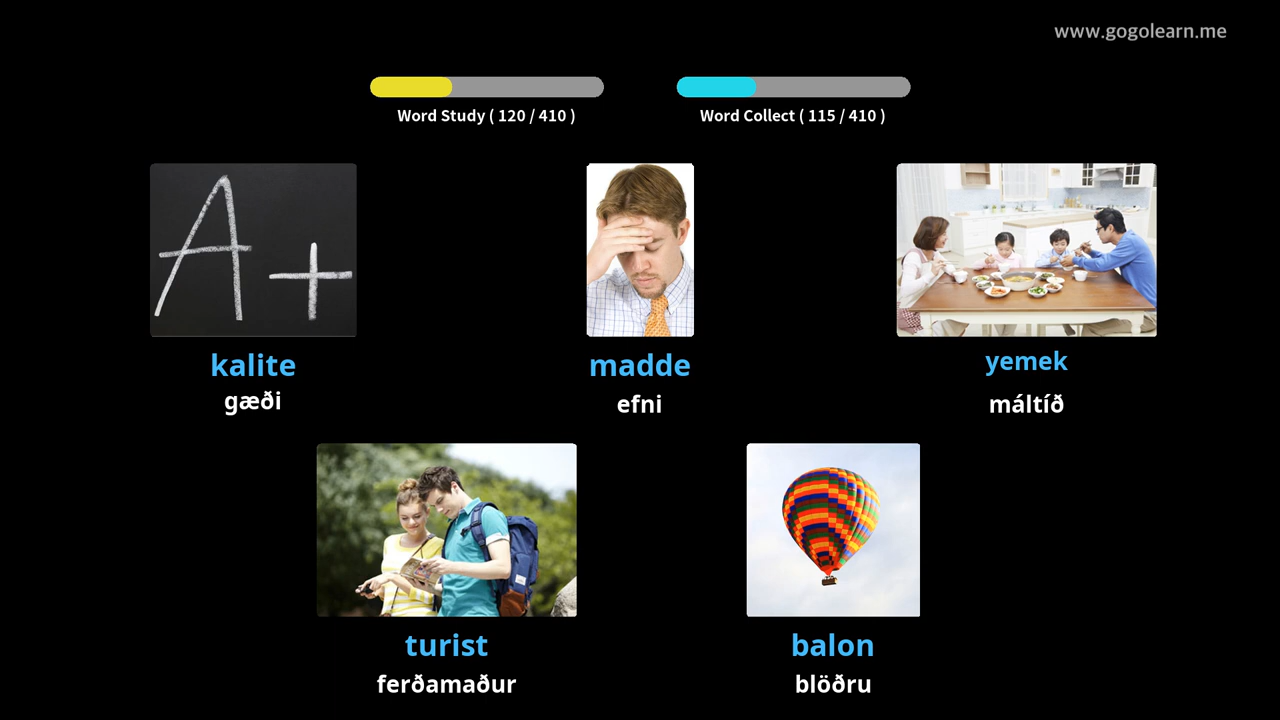 www.gogolearn.me
Word Study ( 120 / 410 )
Word Collect ( 115 / 410 )
A+
kalite
gæði
madde
efni
yemek
máltíð
turist
ferðamaður
balon
blöðru